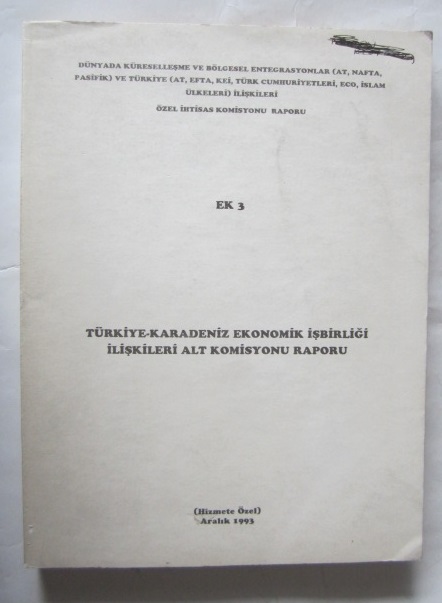 DÜNYADA KÜRESELLEŞME VE BÖLGESEL ENTEGRASYONLAR (AT, NAFTA,
PASİFİK) VE TÜRKİYE (AT, EFTA, KEİ, TÜRK CUMHURİYETLERİ, ECO, İSLAM
ÜLKELERİ) İLİŞKİLERİ
ÖZEL İHTİSAS KOMİSYONU RAPORU
EK 3
TÜRKİYE-KARADENİZ EKONOMİK İŞBİRLİĞİ
İLİŞKİLERİ ALT KOMİSYONU RAPORU
(Hizmete Özel)
Aralık 1993